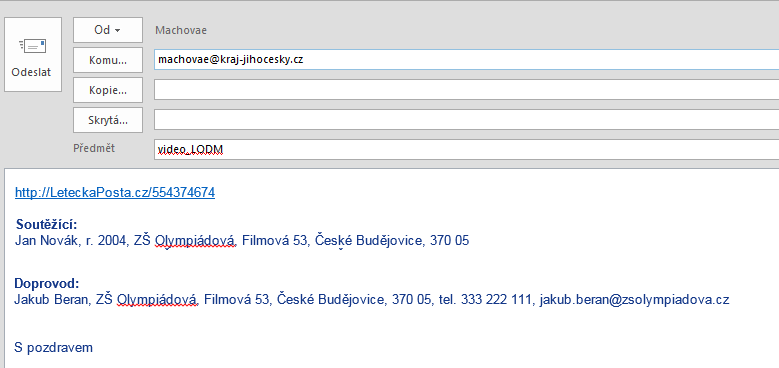 Od
Machovae
Odeslat
Komu...
machovae@kraj-jihocesky.cz
Kopie...
Skrytá...
Předmět
video_LODM
http://LeteckaPosta.cz/554374674
Soutěžící:
Jan Novák, r. 2004, ZŠ Olympiádová, Filmová 53, České Budějovice, 370 05
Doprovod:
Jakub Beran, ZŠ Olympiádová, Filmová 53, České Budějovice, 370 05, tel. 333 222 111, jakub.beran@zsolympiadova.cz
S pozdravem